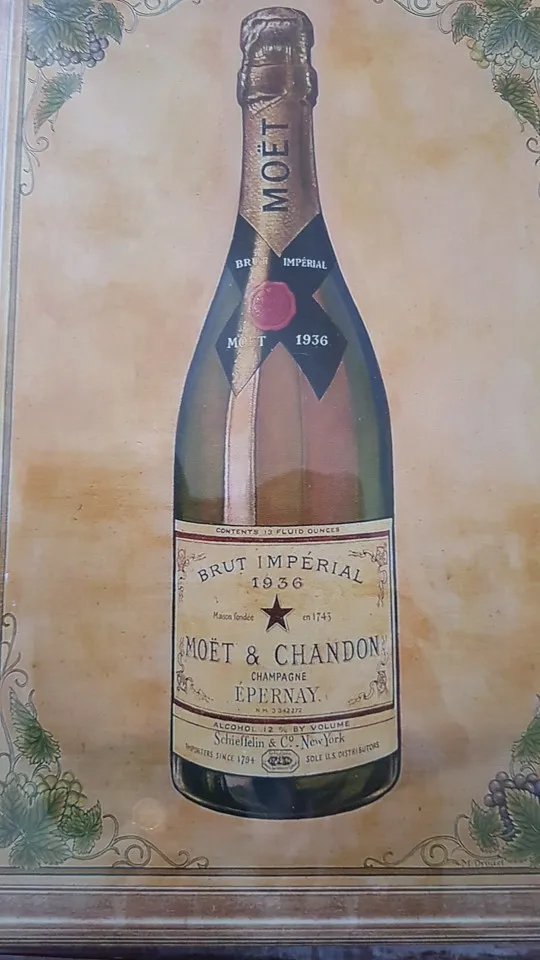 MOËT
BRUT IMPÉRIAL
MOËT 1936
CONTENTS 13 FLUID OUNCES
BRUT IMPÉRIAL
1936
Maison fondée en 1743
MOËT & CHANDON
CHAMPAGNE
ÉPERNAY
ALCOHOL 12 % BY VOLUME
Schieffelin & Co. - New York
IMPORTERS SINCE 1794 SOLE U.S. DISTRIBUTORS